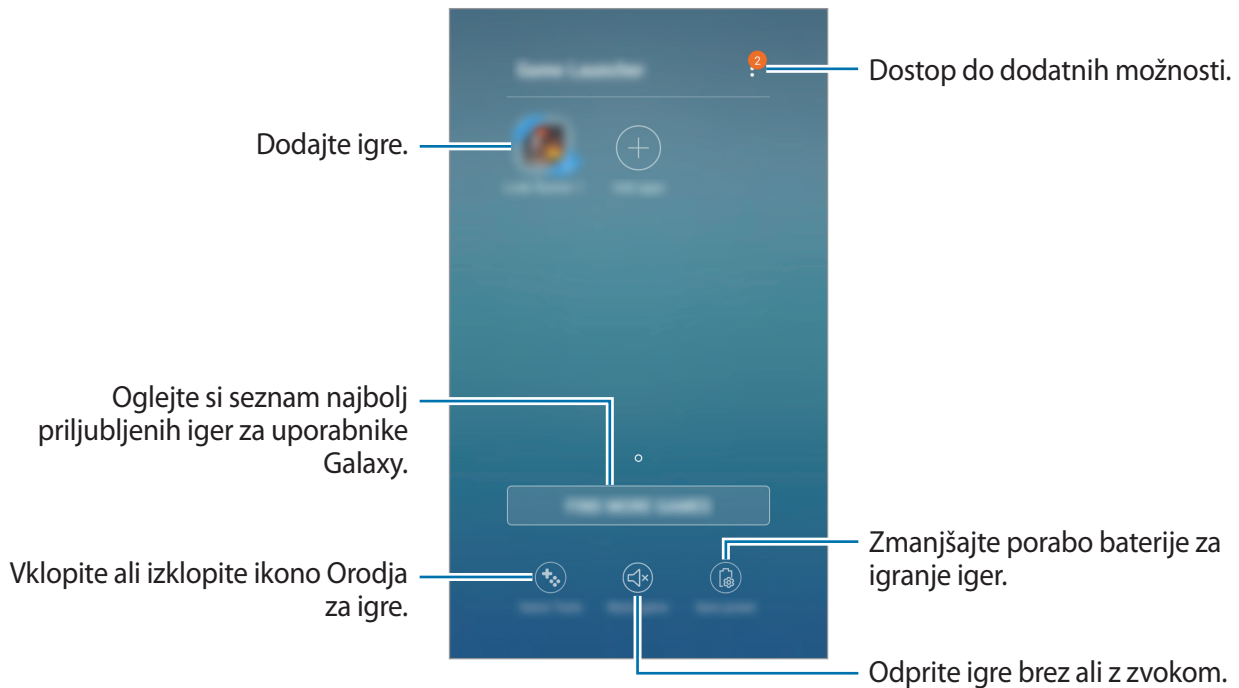 2
Dostop do dodatnih možnosti.
Dodajte igre.
Oglejte si seznam najbolj
priljubljenih iger za uporabnike
Galaxy.
Zmanjšajte porabo baterije za
igranje iger.
Vklopite ali izklopite ikono Orodja
za igre.
Odprite igre brez ali z zvokom.